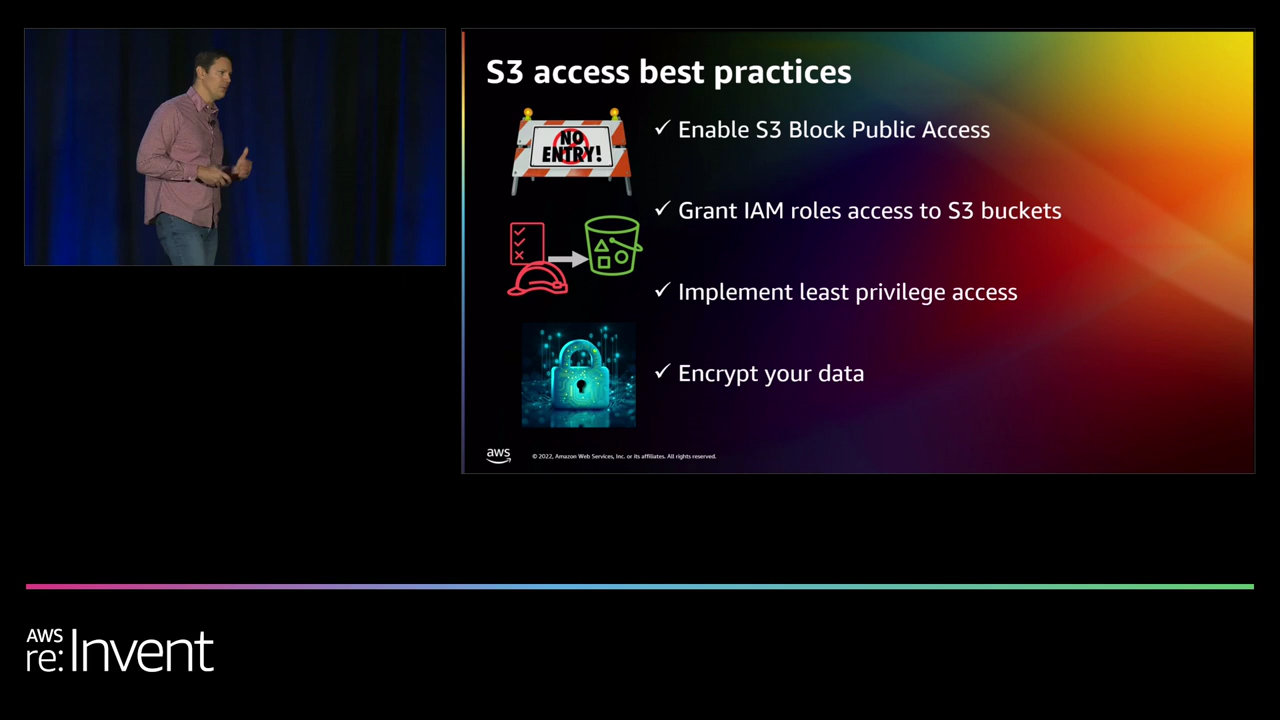 S3 access best practices
NO
ENTRY!
✓ Enable S3 Block Public Access
✓ Grant IAM roles access to S3 buckets
✓ Implement least privilege access
✓ Encrypt your data
aws
© 2022, Amazon Web Services, Inc. or its affiliates. All rights reserved.
AWS
re:Invent